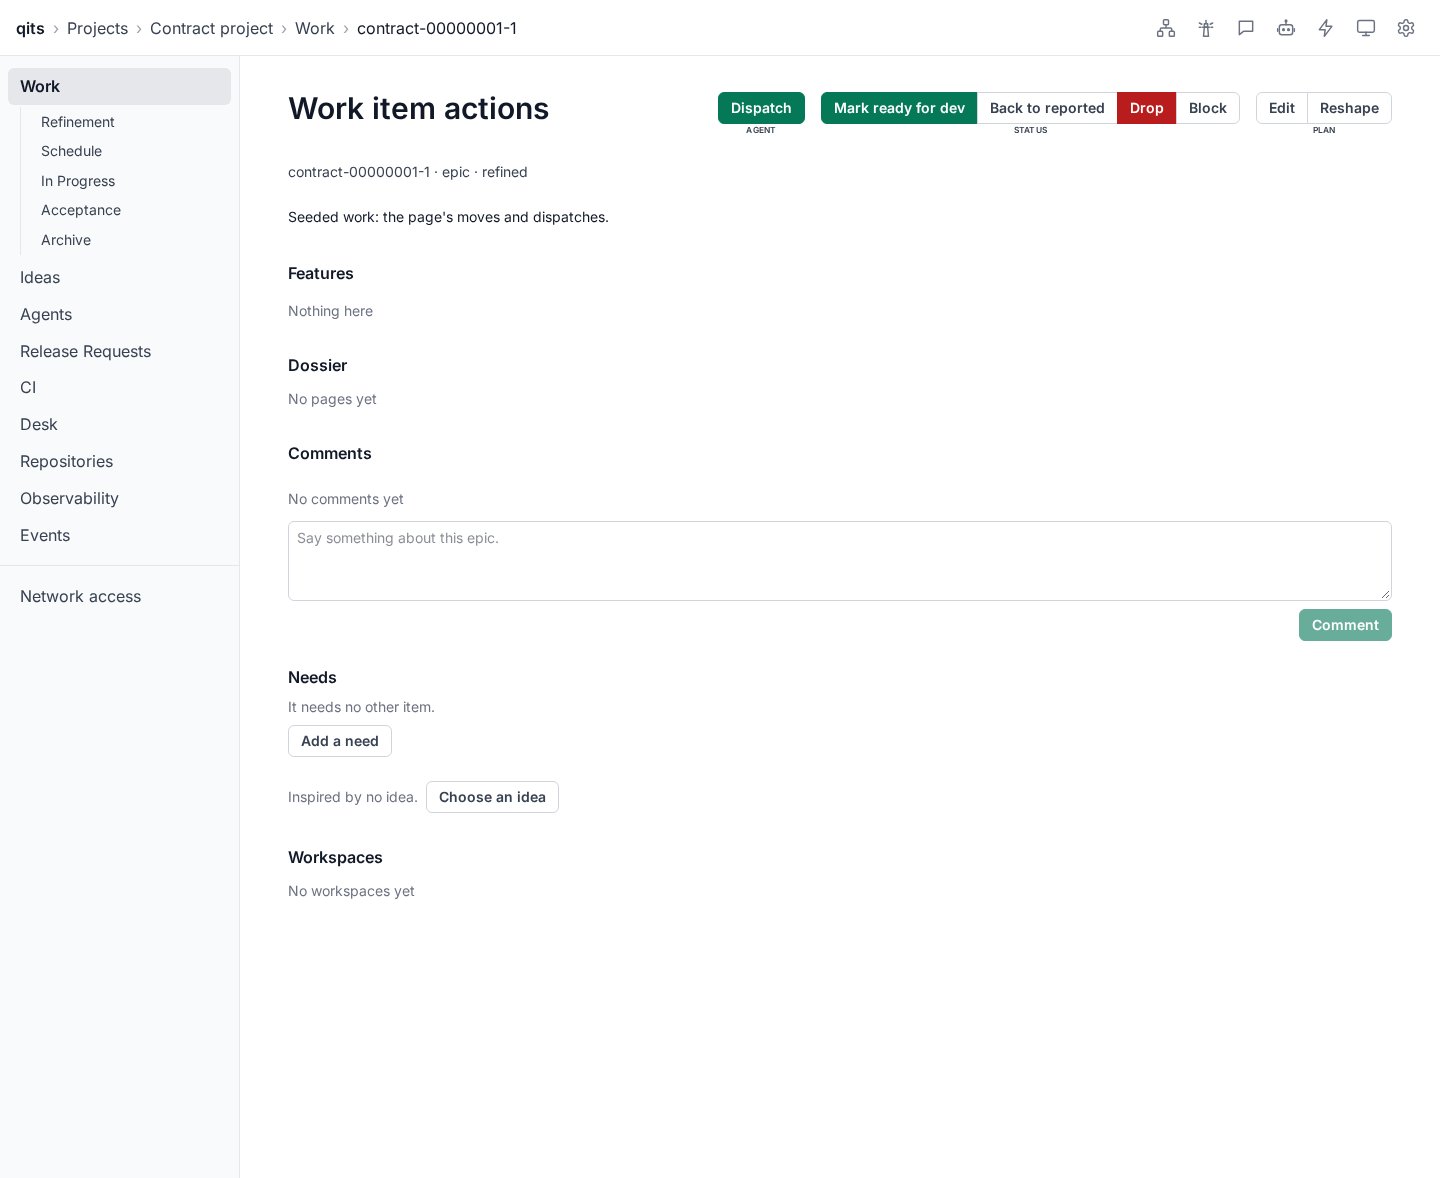 qits › Projects › Contract project › Work › contract-00000001-1
Work
Refinement
Schedule
In Progress
Acceptance
Archive
Ideas
Agents
Release Requests
CI
Desk
Repositories
Observability
Events
Network access
Work item actions
Dispatch
AGENT
Mark ready for dev Back to reported Drop Block
STATUS
Edit Reshape
PLAN
contract-00000001-1 · epic · refined
Seeded work: the page's moves and dispatches.
Features
Nothing here
Dossier
No pages yet
Comments
No comments yet
Say something about this epic.
Comment
Needs
It needs no other item.
Add a need
Inspired by no idea. Choose an idea
Workspaces
No workspaces yet